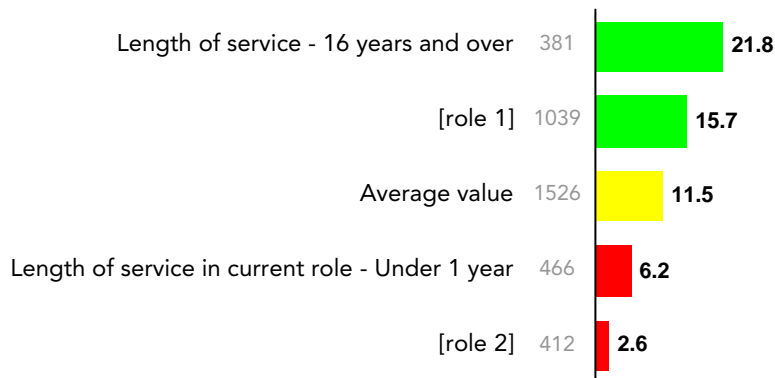 Length of service - 16 years and over 381 21.8
[role 1] 1039 15.7
Average value 1526 11.5
Length of service in current role - Under 1 year 466 6.2
[role 2] 412 2.6